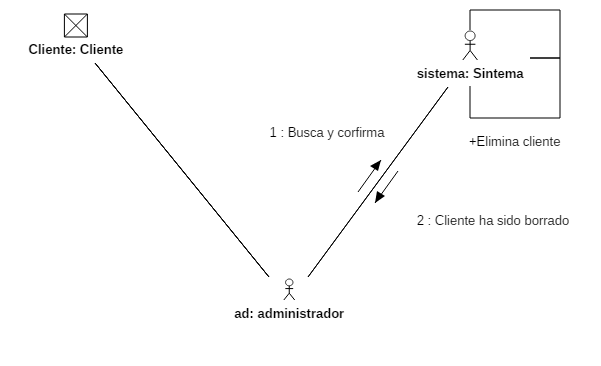 Cliente: Cliente
sistema: Sintema
1 : Busca y corfirma
+Elimina cliente
2 : Cliente ha sido borrado
ad: administrador